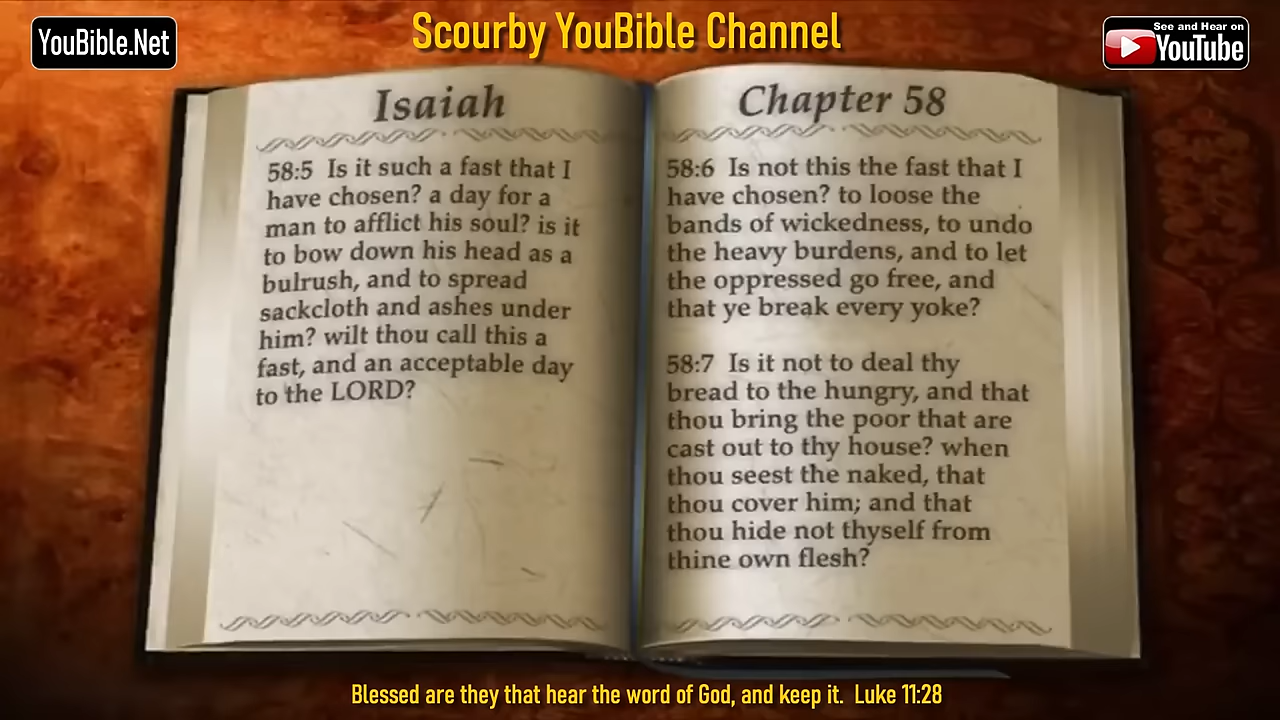 YouBible.Net
Scourby YouBible Channel
See and Hear on
YouTube
Isaiah
58:5 Is it such a fast that I
have chosen? a day for a
man to afflict his soul? is it
to bow down his head as a
bulrush, and to spread
sackcloth and ashes under
him? wilt thou call this a
fast, and an acceptable day
to the LORD?
Chapter 58
58:6 Is not this the fast that I
have chosen? to loose the
bands of wickedness, to undo
the heavy burdens, and to let
the oppressed go free, and
that ye break every yoke?
58:7 Is it not to deal thy
bread to the hungry, and that
thou bring the poor that are
cast out to thy house? when
thou seest the naked, that
thou cover him; and that
thou hide not thyself from
thine own flesh?
Blessed are they that hear the word of God, and keep it. Luke 11:28